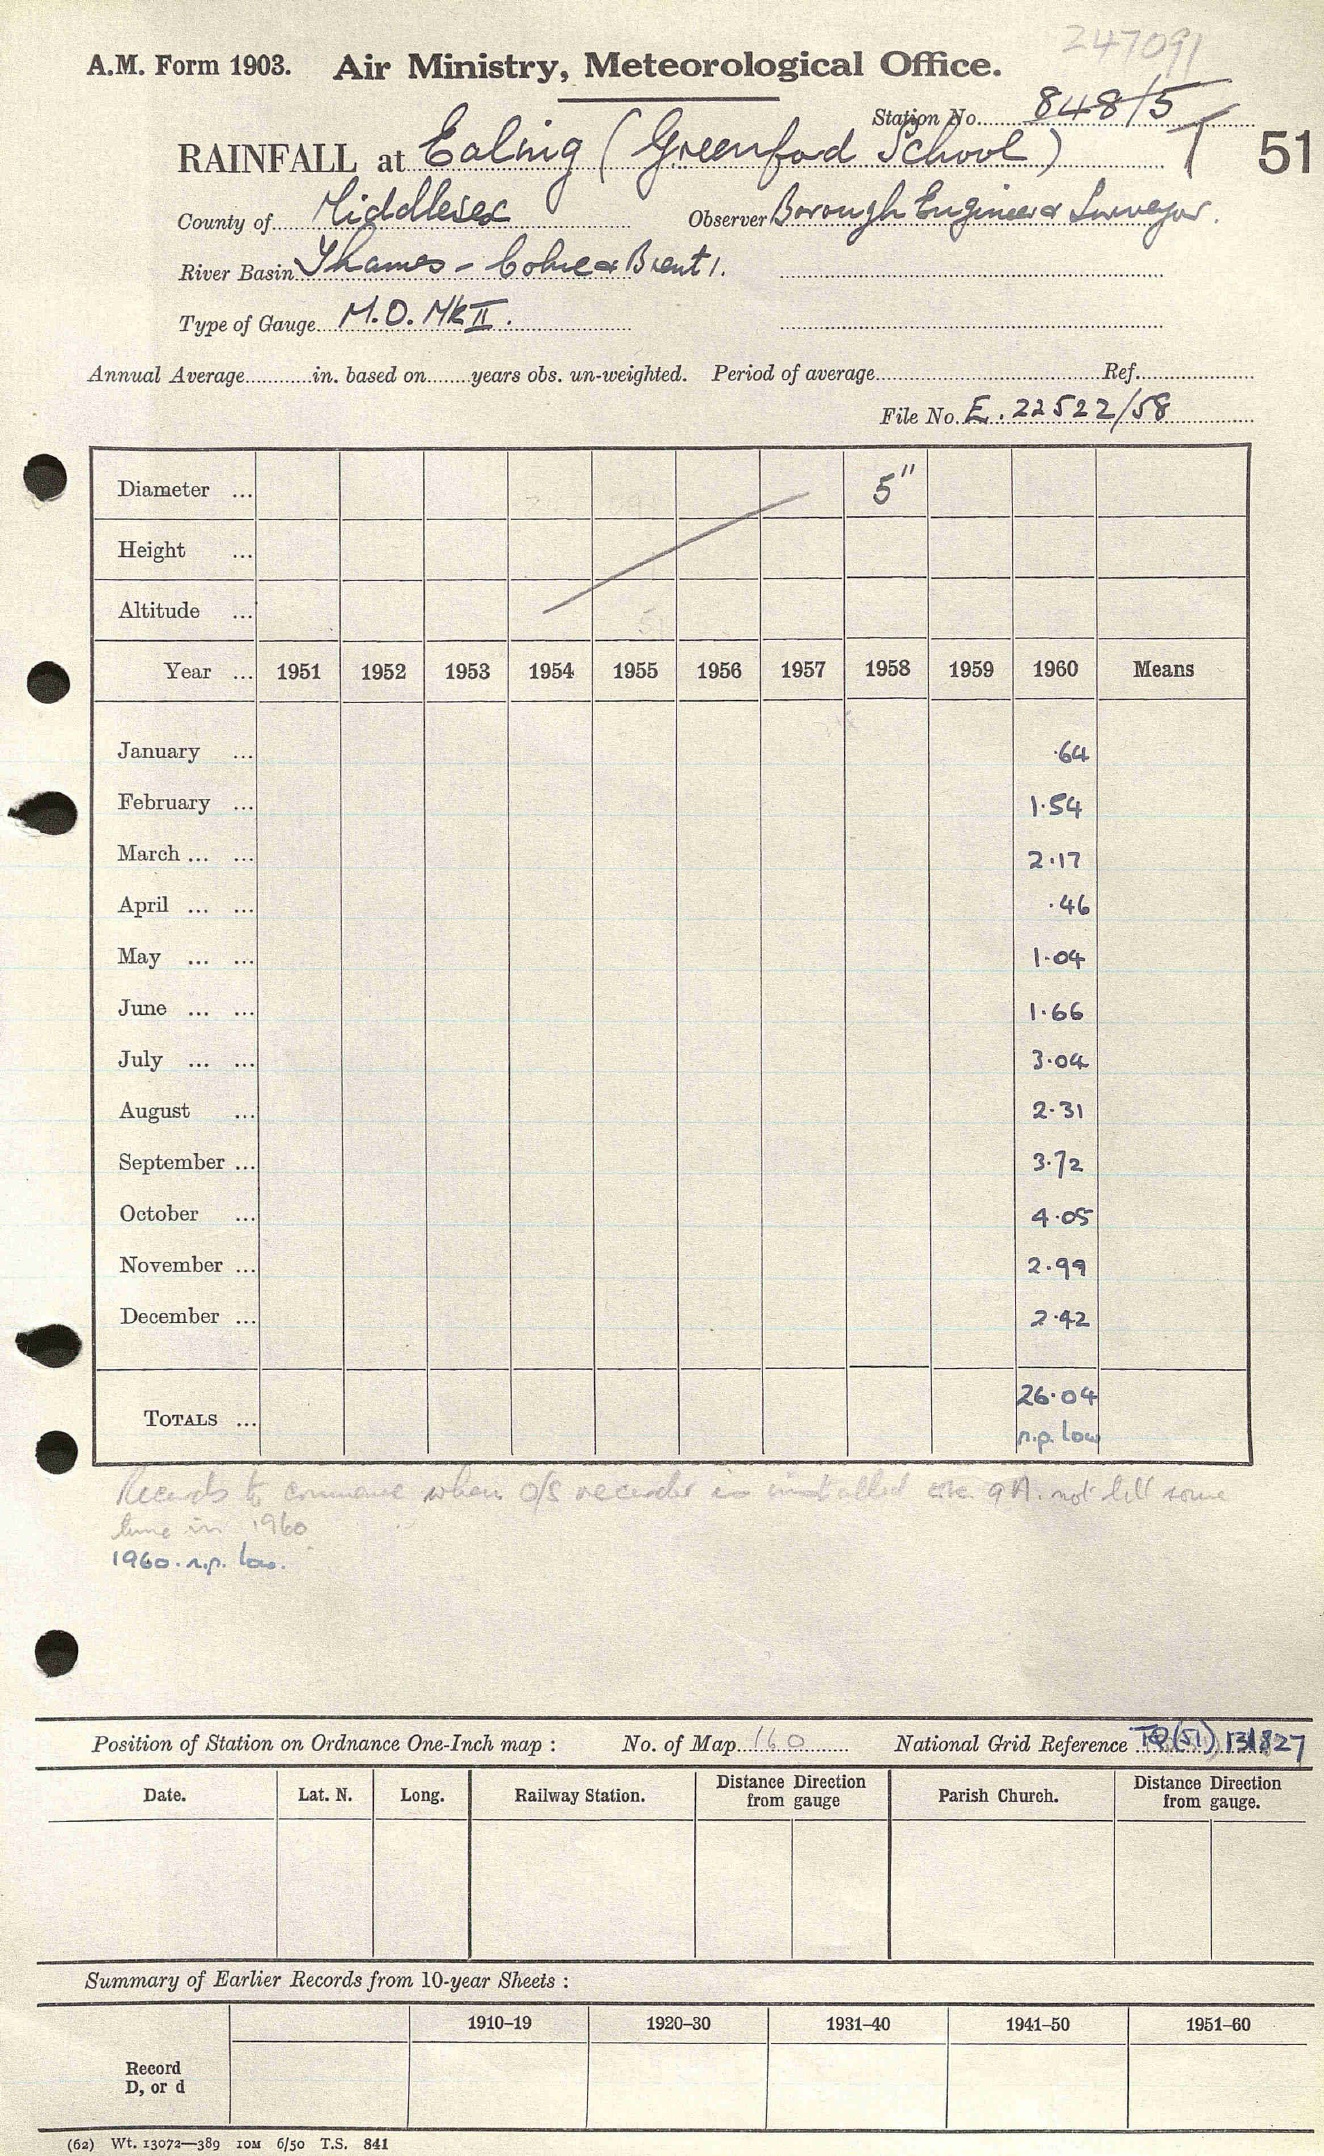 247091
A.M. Form 1903. Air Ministry, Meteorological Office.
Station No. 848/5
RAINFALL at Ealing (Greenford School) T 51
County of Middlesex Observer Borough Engineer & Surveyor.
River Basin Thames - Colne & Brent 1.
Type of Gauge M.O. Mk II.
Annual Average............in. based on........years obs. un-weighted. Period of average........................Ref.............
File No. E. 22522/58
Diameter ... 5"
Height ...
Altitude ...
Year ... 1951 1952 1953 1954 1955 1956 1957 1958 1959 1960 Means
January ... .64
February ... 1.54
March ... ... 2.17
April ... ... .46
May ... ... 1.04
June ... ... 1.66
July ... ... 3.04
August ... 2.31
September ... 3.72
October ... 4.05
November ... 2.99
December ... 2.42
TOTALS ... 26.04
n.p. low
Records to commence when O/S recorder is installed 9A. not till some
time in 1960
1960. n.p. low.
Position of Station on Ordnance One-Inch map : No. of Map 160 National Grid Reference TQ (51) 131827
Date. Lat. N. Long. Railway Station. Distance Direction from gauge Parish Church. Distance Direction from gauge.
Summary of Earlier Records from 10-year Sheets :
1910–19 1920–30 1931–40 1941–50 1951–60
Record
D, or d
(62) Wt. 13072—389 10M 6/50 T.S. 841